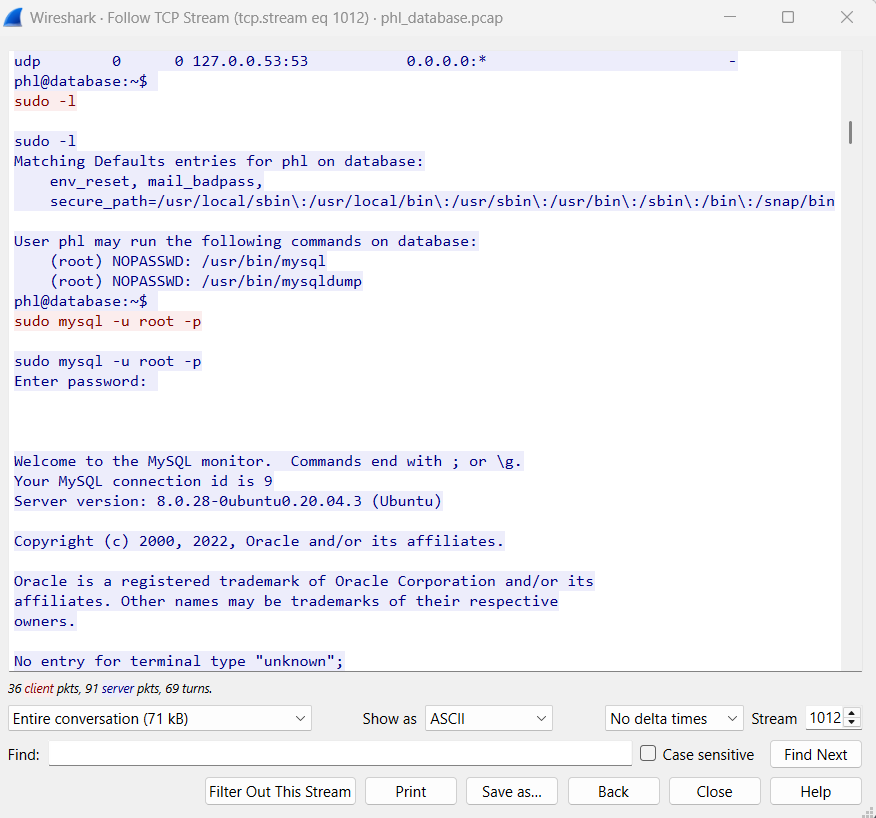 Wireshark · Follow TCP Stream (tcp.stream eq 1012) · phl_database.pcap
udp        0      0 127.0.0.53:53           0.0.0.0:*                           -
phl@database:~$
sudo -l
sudo -l
Matching Defaults entries for phl on database:
    env_reset, mail_badpass,
    secure_path=/usr/local/sbin\:/usr/local/bin\:/usr/sbin\:/usr/bin\:/sbin\:/bin\:/snap/bin
User phl may run the following commands on database:
    (root) NOPASSWD: /usr/bin/mysql
    (root) NOPASSWD: /usr/bin/mysqldump
phl@database:~$
sudo mysql -u root -p
sudo mysql -u root -p
Enter password:
Welcome to the MySQL monitor.  Commands end with ; or \g.
Your MySQL connection id is 9
Server version: 8.0.28-0ubuntu0.20.04.3 (Ubuntu)
Copyright (c) 2000, 2022, Oracle and/or its affiliates.
Oracle is a registered trademark of Oracle Corporation and/or its
affiliates. Other names may be trademarks of their respective
owners.
No entry for terminal type "unknown";
36 client pkts, 91 server pkts, 69 turns.
Entire conversation (71 kB) Show as ASCII No delta times Stream 1012
Find: Case sensitive Find Next
Filter Out This Stream Print Save as... Back Close Help